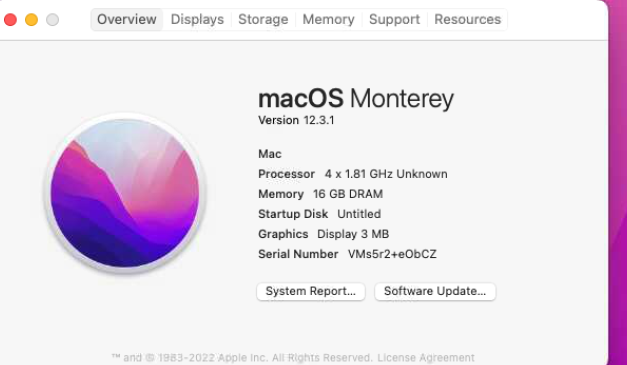 Overview Displays Storage Memory Support Resources
macOS Monterey
Version 12.3.1
Mac
Processor 4 x 1.81 GHz Unknown
Memory 16 GB DRAM
Startup Disk Untitled
Graphics Display 3 MB
Serial Number VMs5r2+eObCZ
System Report... Software Update...
™ and © 1983-2022 Apple Inc. All Rights Reserved. License Agreement